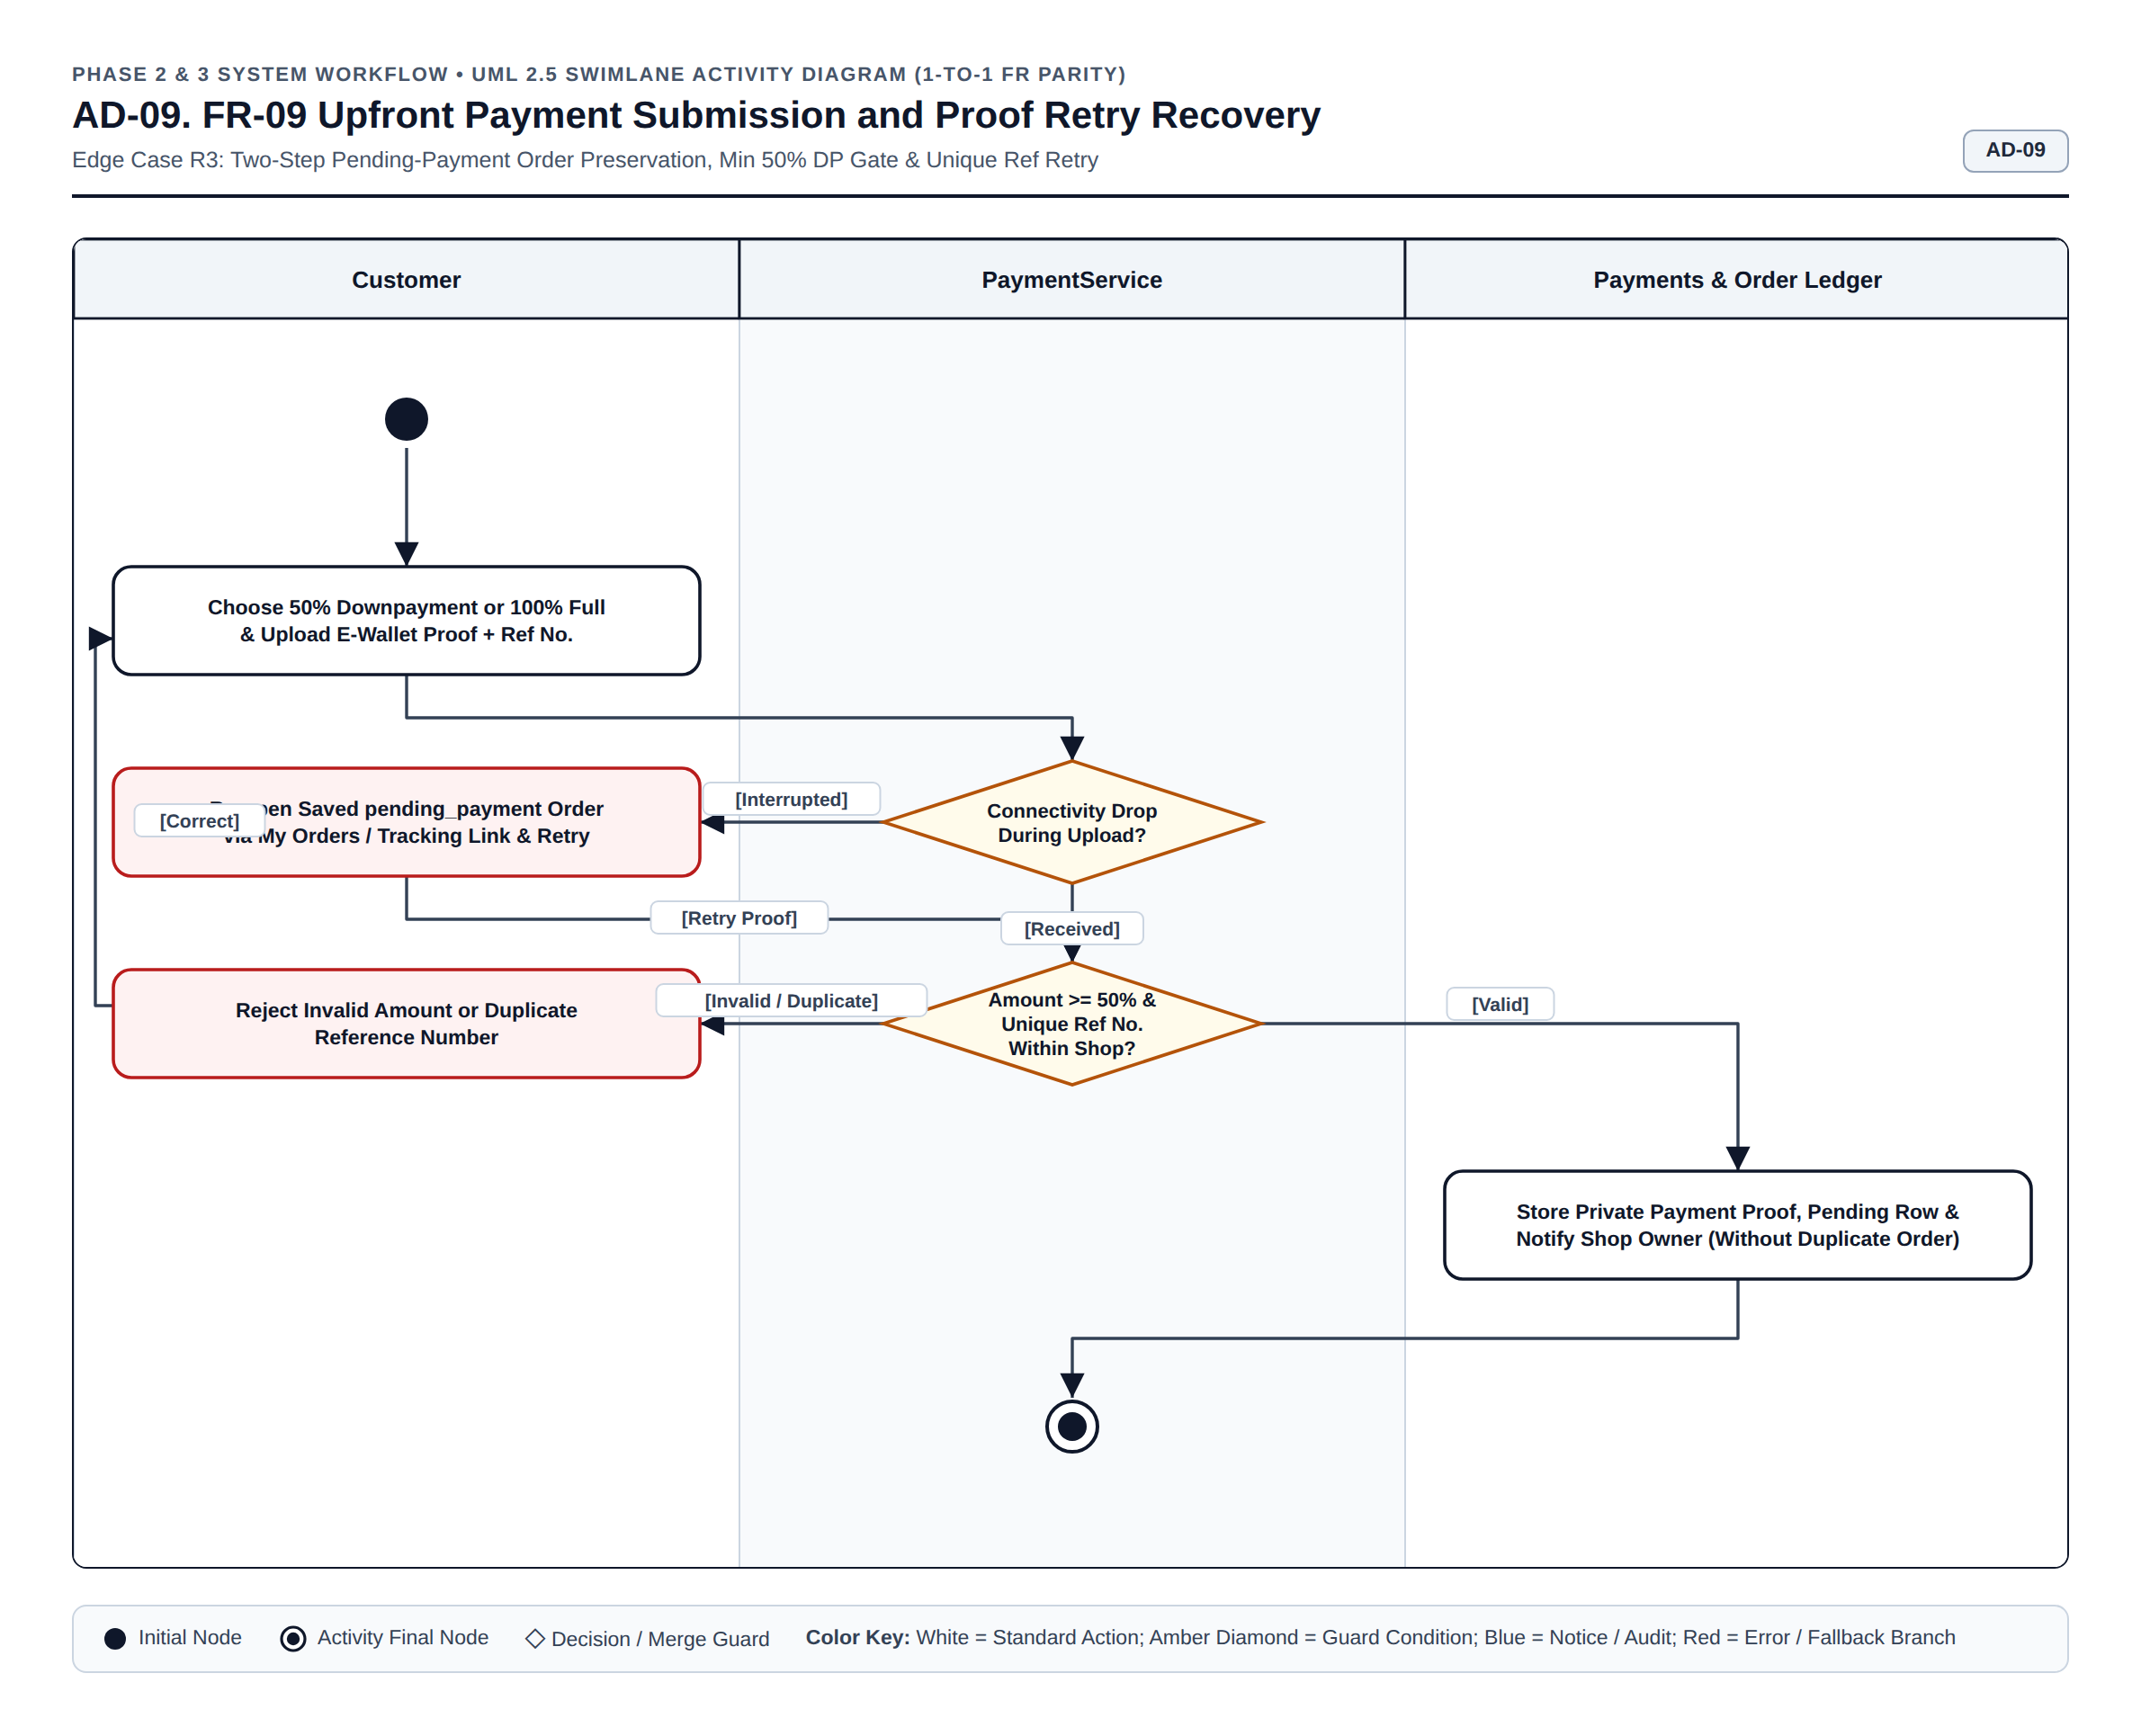 PHASE 2 & 3 SYSTEM WORKFLOW • UML 2.5 SWIMLANE ACTIVITY DIAGRAM (1-TO-1 FR PARITY)
AD-09. FR-09 Upfront Payment Submission and Proof Retry Recovery
Edge Case R3: Two-Step Pending-Payment Order Preservation, Min 50% DP Gate & Unique Ref Retry
AD-09
Customer
PaymentService
Payments & Order Ledger
Choose 50% Downpayment or 100% Full
& Upload E-Wallet Proof + Ref No.
Saved pending_payment Order
My Orders / Tracking Link & Retry
[Correct]
[Interrupted]
Connectivity Drop
During Upload?
[Retry Proof]
[Received]
Reject Invalid Amount or Duplicate
Reference Number
[Invalid / Duplicate]
Amount >= 50% &
Unique Ref No.
Within Shop?
[Valid]
Store Private Payment Proof, Pending Row &
Notify Shop Owner (Without Duplicate Order)
Initial Node
Activity Final Node
Decision / Merge Guard
Color Key: White = Standard Action; Amber Diamond = Guard Condition; Blue = Notice / Audit; Red = Error / Fallback Branch